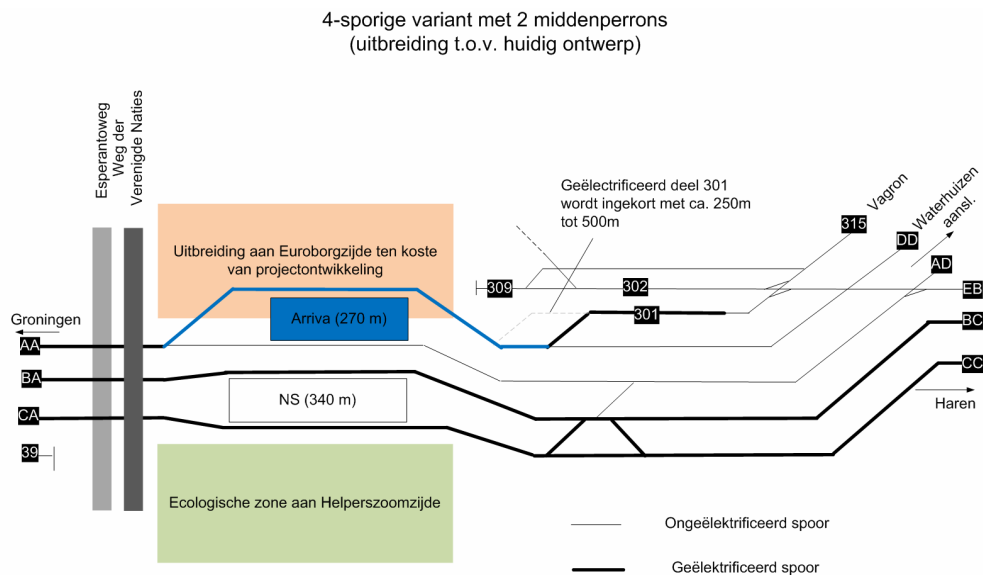 4-sporige variant met 2 middenperrons
(uitbreiding t.o.v. huidig ontwerp)
Esperantoweg
Weg der
Verenigde Naties
Geëlectrificeerd deel 301
wordt ingekort met ca. 250m
tot 500m
Vagron
Waterhuizen
aansl.
315
DD
AD
Uitbreiding aan Euroborgzijde ten koste
van projectontwikkeling
309
302
EB
301
Arriva (270 m)
Groningen
AA
BC
BA
CC
NS (340 m)
CA
Haren
39
Ecologische zone aan Helperszoomzijde
Ongeëlektrificeerd spoor
Geëlektrificeerd spoor